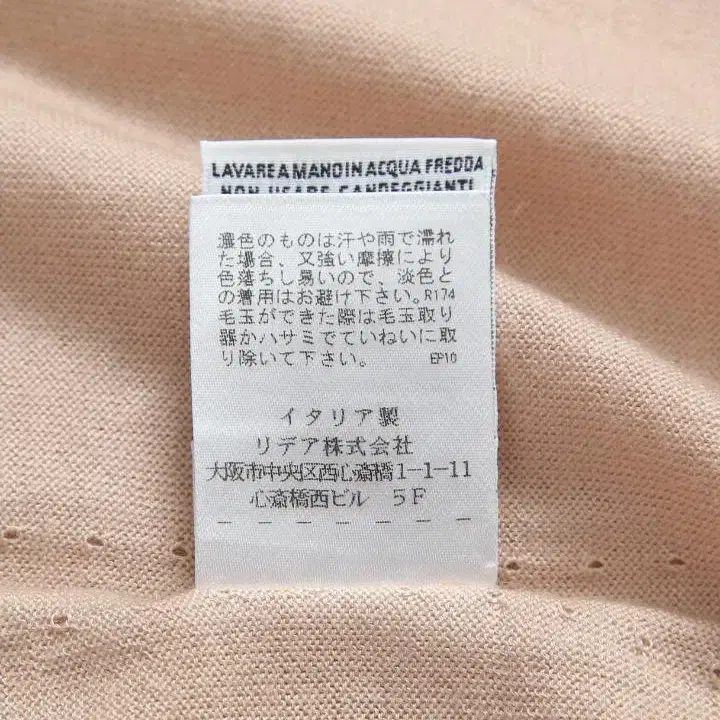 LAVARE A MANO IN ACQUA FREDDA
NON USARE CANDEGGIANTI
濃色のものは汗や雨で濡れ
た場合、又強い摩擦により
色落ちし易いので、淡色と
の着用はお避け下さい。R174
毛玉ができた際は毛玉取り
器かハサミでていねいに取
り除いて下さい。 EP10
イタリア製
リデア株式会社
大阪市中央区西心斎橋1-1-11
心斎橋西ビル 5F